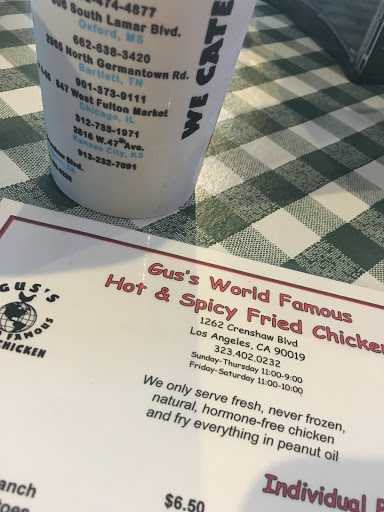 662-474-4877
306 South Lamar Blvd.
Oxford, MS
662-638-3420
2965 North Germantown Rd.
Bartlett, TN
901-373-9111
847 West Fulton Market
Chicago, IL
312-733-1971
2816 W.47th Ave.
Kansas City, KS
913-232-7091
WE CATE
GUS'S
FAMOUS
CHICKEN
Gus's World Famous
Hot & Spicy Fried Chicken
1262 Crenshaw Blvd
Los Angeles, CA 90019
323.402.0232
Sunday-Thursday 11:00-9:00
Friday-Saturday 11:00-10:00
We only serve fresh, never frozen,
natural, hormone-free chicken
and fry everything in peanut oil
Individual
$6.50